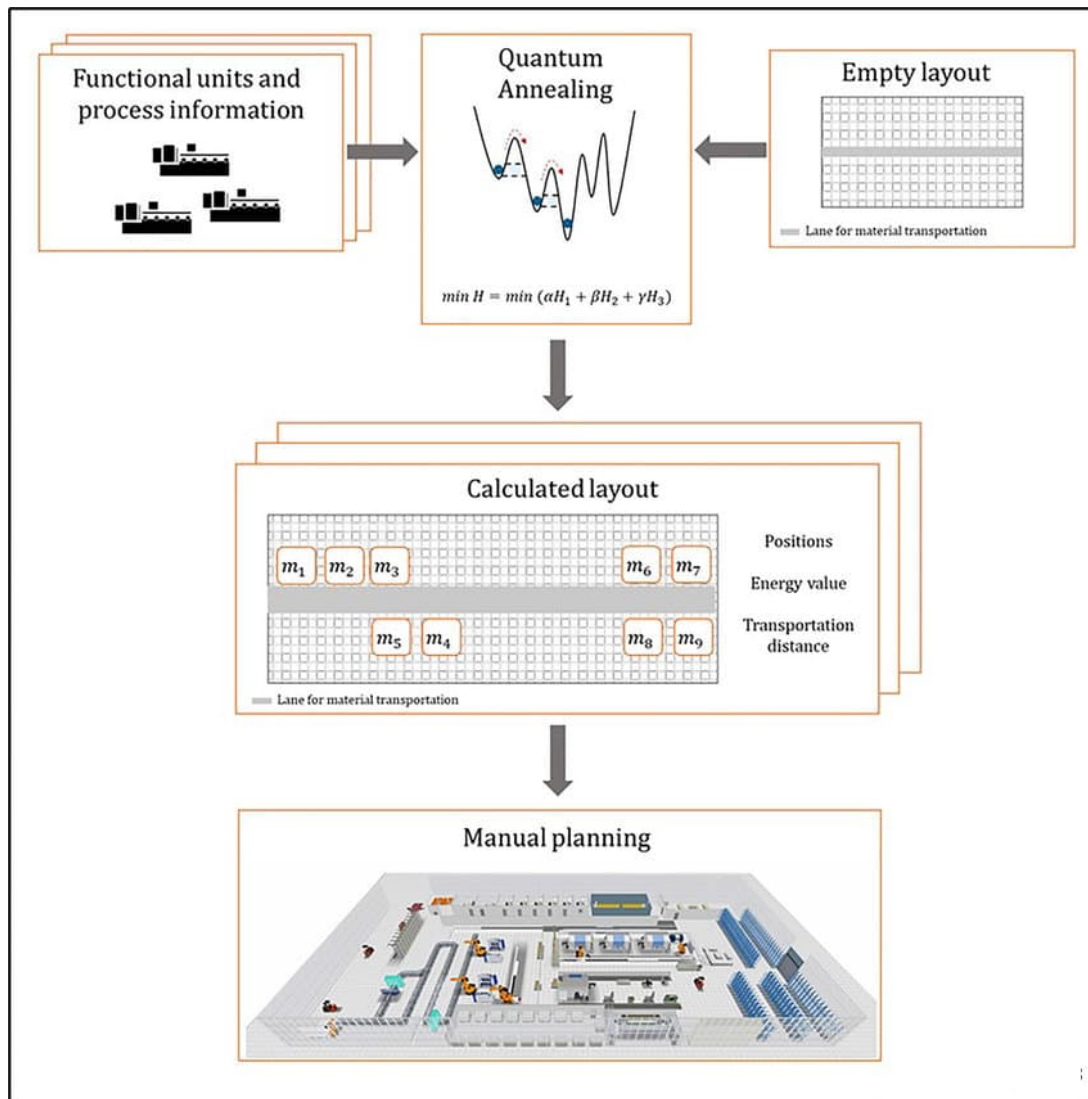 Functional units and
process information
Quantum
Annealing
min H = min (αH₁ + βH₂ + γH₃)
Empty layout
Lane for material transportation
Calculated layout
m₁ m₂ m₃ m₆ m₇
m₅ m₄ m₈ m₉
Positions
Energy value
Transportation
distance
Lane for material transportation
Manual planning